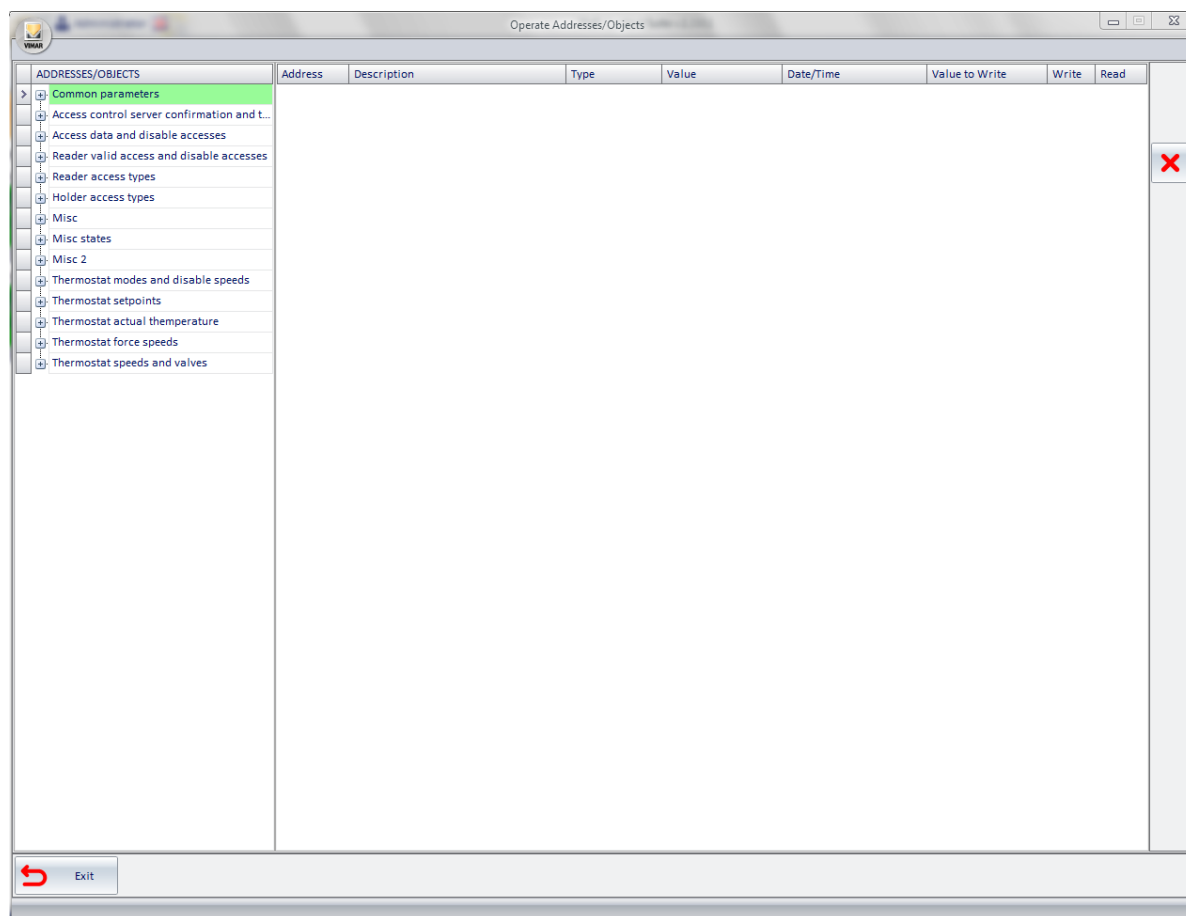 Operate Addresses/Objects
VIMAR
ADDRESSES/OBJECTS
Address Description Type Value Date/Time Value to Write Write Read
Common parameters
Access control server confirmation and t...
Access data and disable accesses
Reader valid access and disable accesses
Reader access types
Holder access types
Misc
Misc states
Misc 2
Thermostat modes and disable speeds
Thermostat setpoints
Thermostat actual themperature
Thermostat force speeds
Thermostat speeds and valves
Exit